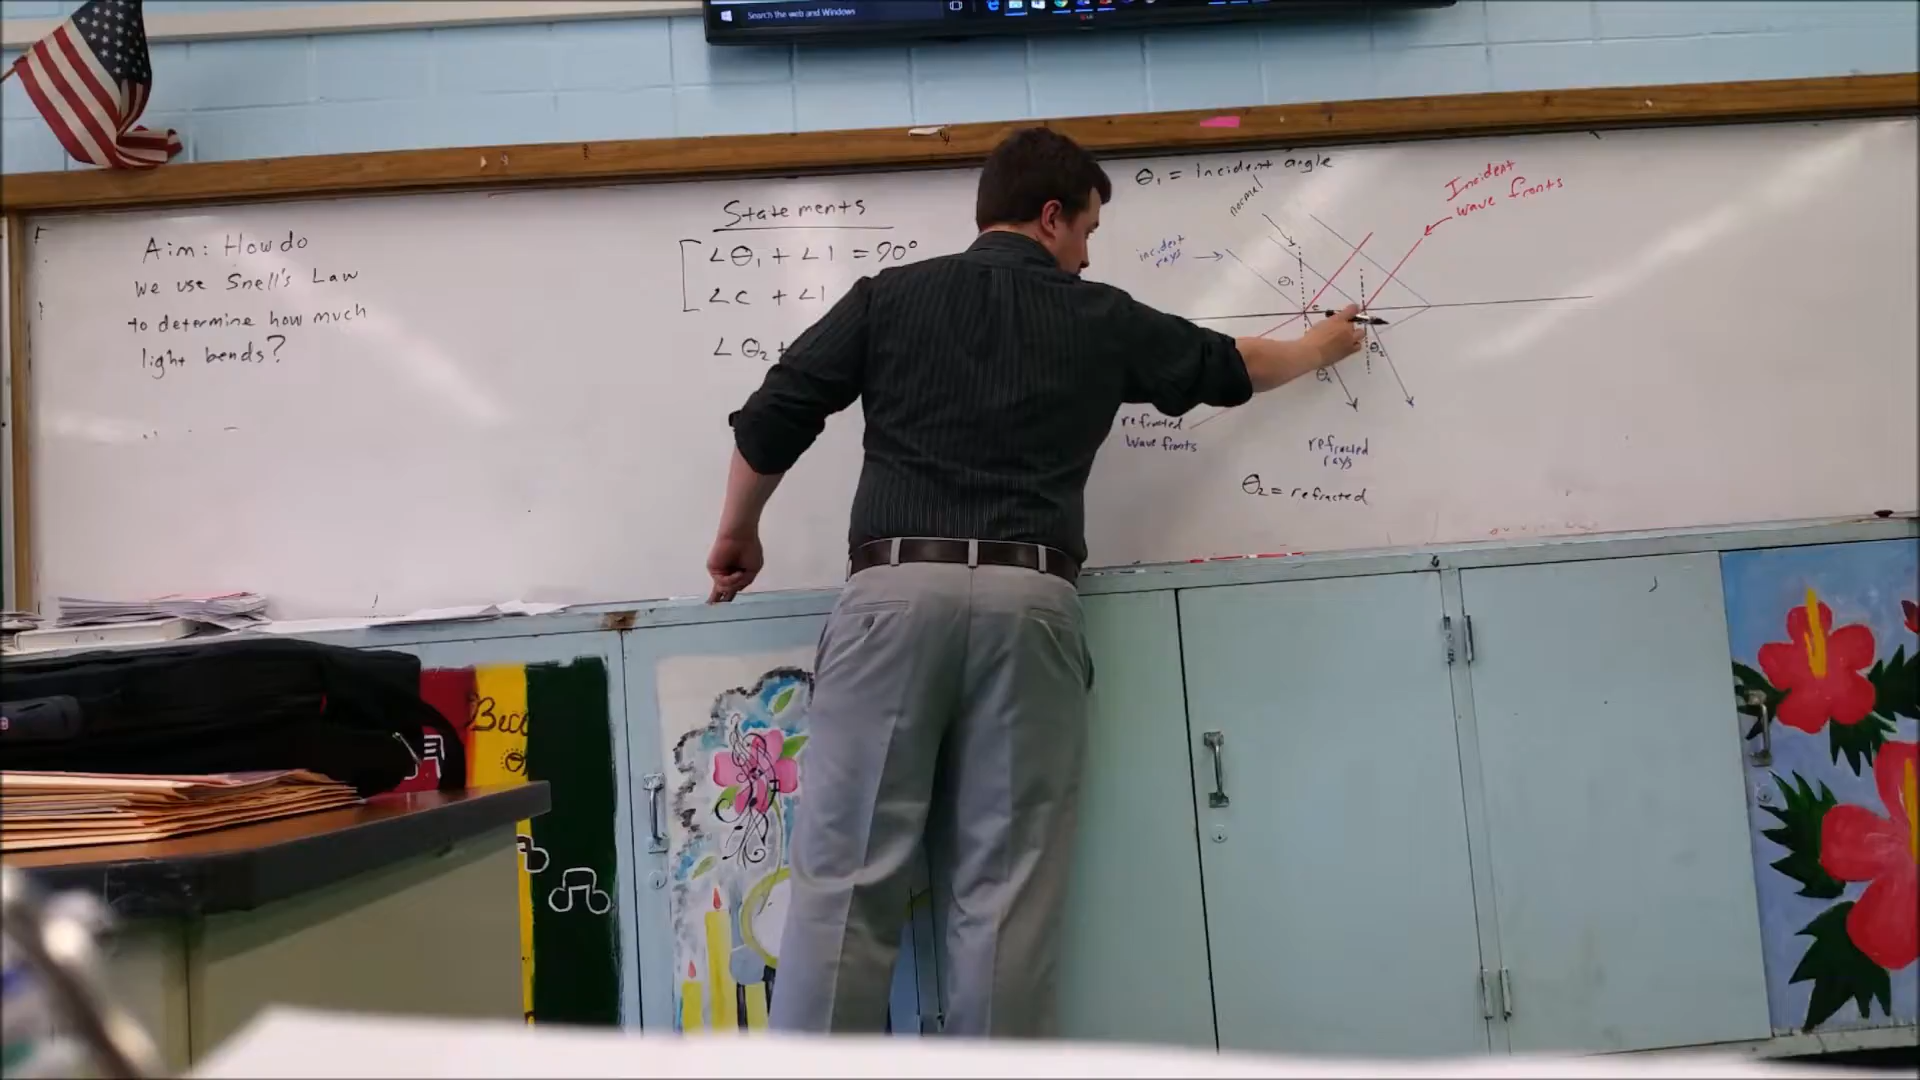 Search the web and Windows
Aim: How do
we use Snell's Law
to determine how much
light bends?
Statements
∠θ₁ + ∠1 = 90°
∠c + ∠1
∠θ₂ +
θ₁ = Incident angle
normal
Incident
wave fronts
incident
rays
θ₁
θ₂
θ₂
refracted
wave fronts
refracted
rays
θ₂ = refracted